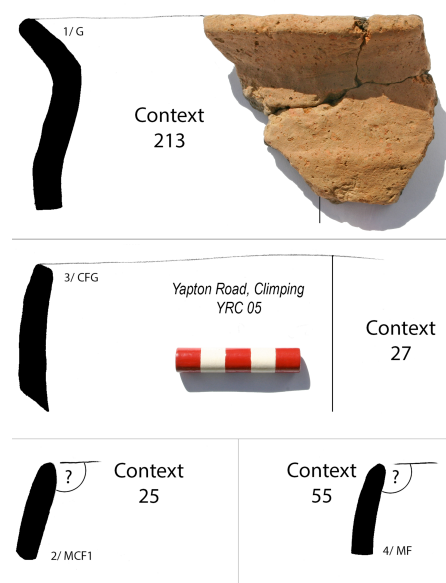 1/ G
Context
213
3/ CFG
Yapton Road, Climping
YRC 05
Context
27
?
Context
25
2/ MCF1
Context
55
?
4/ MF